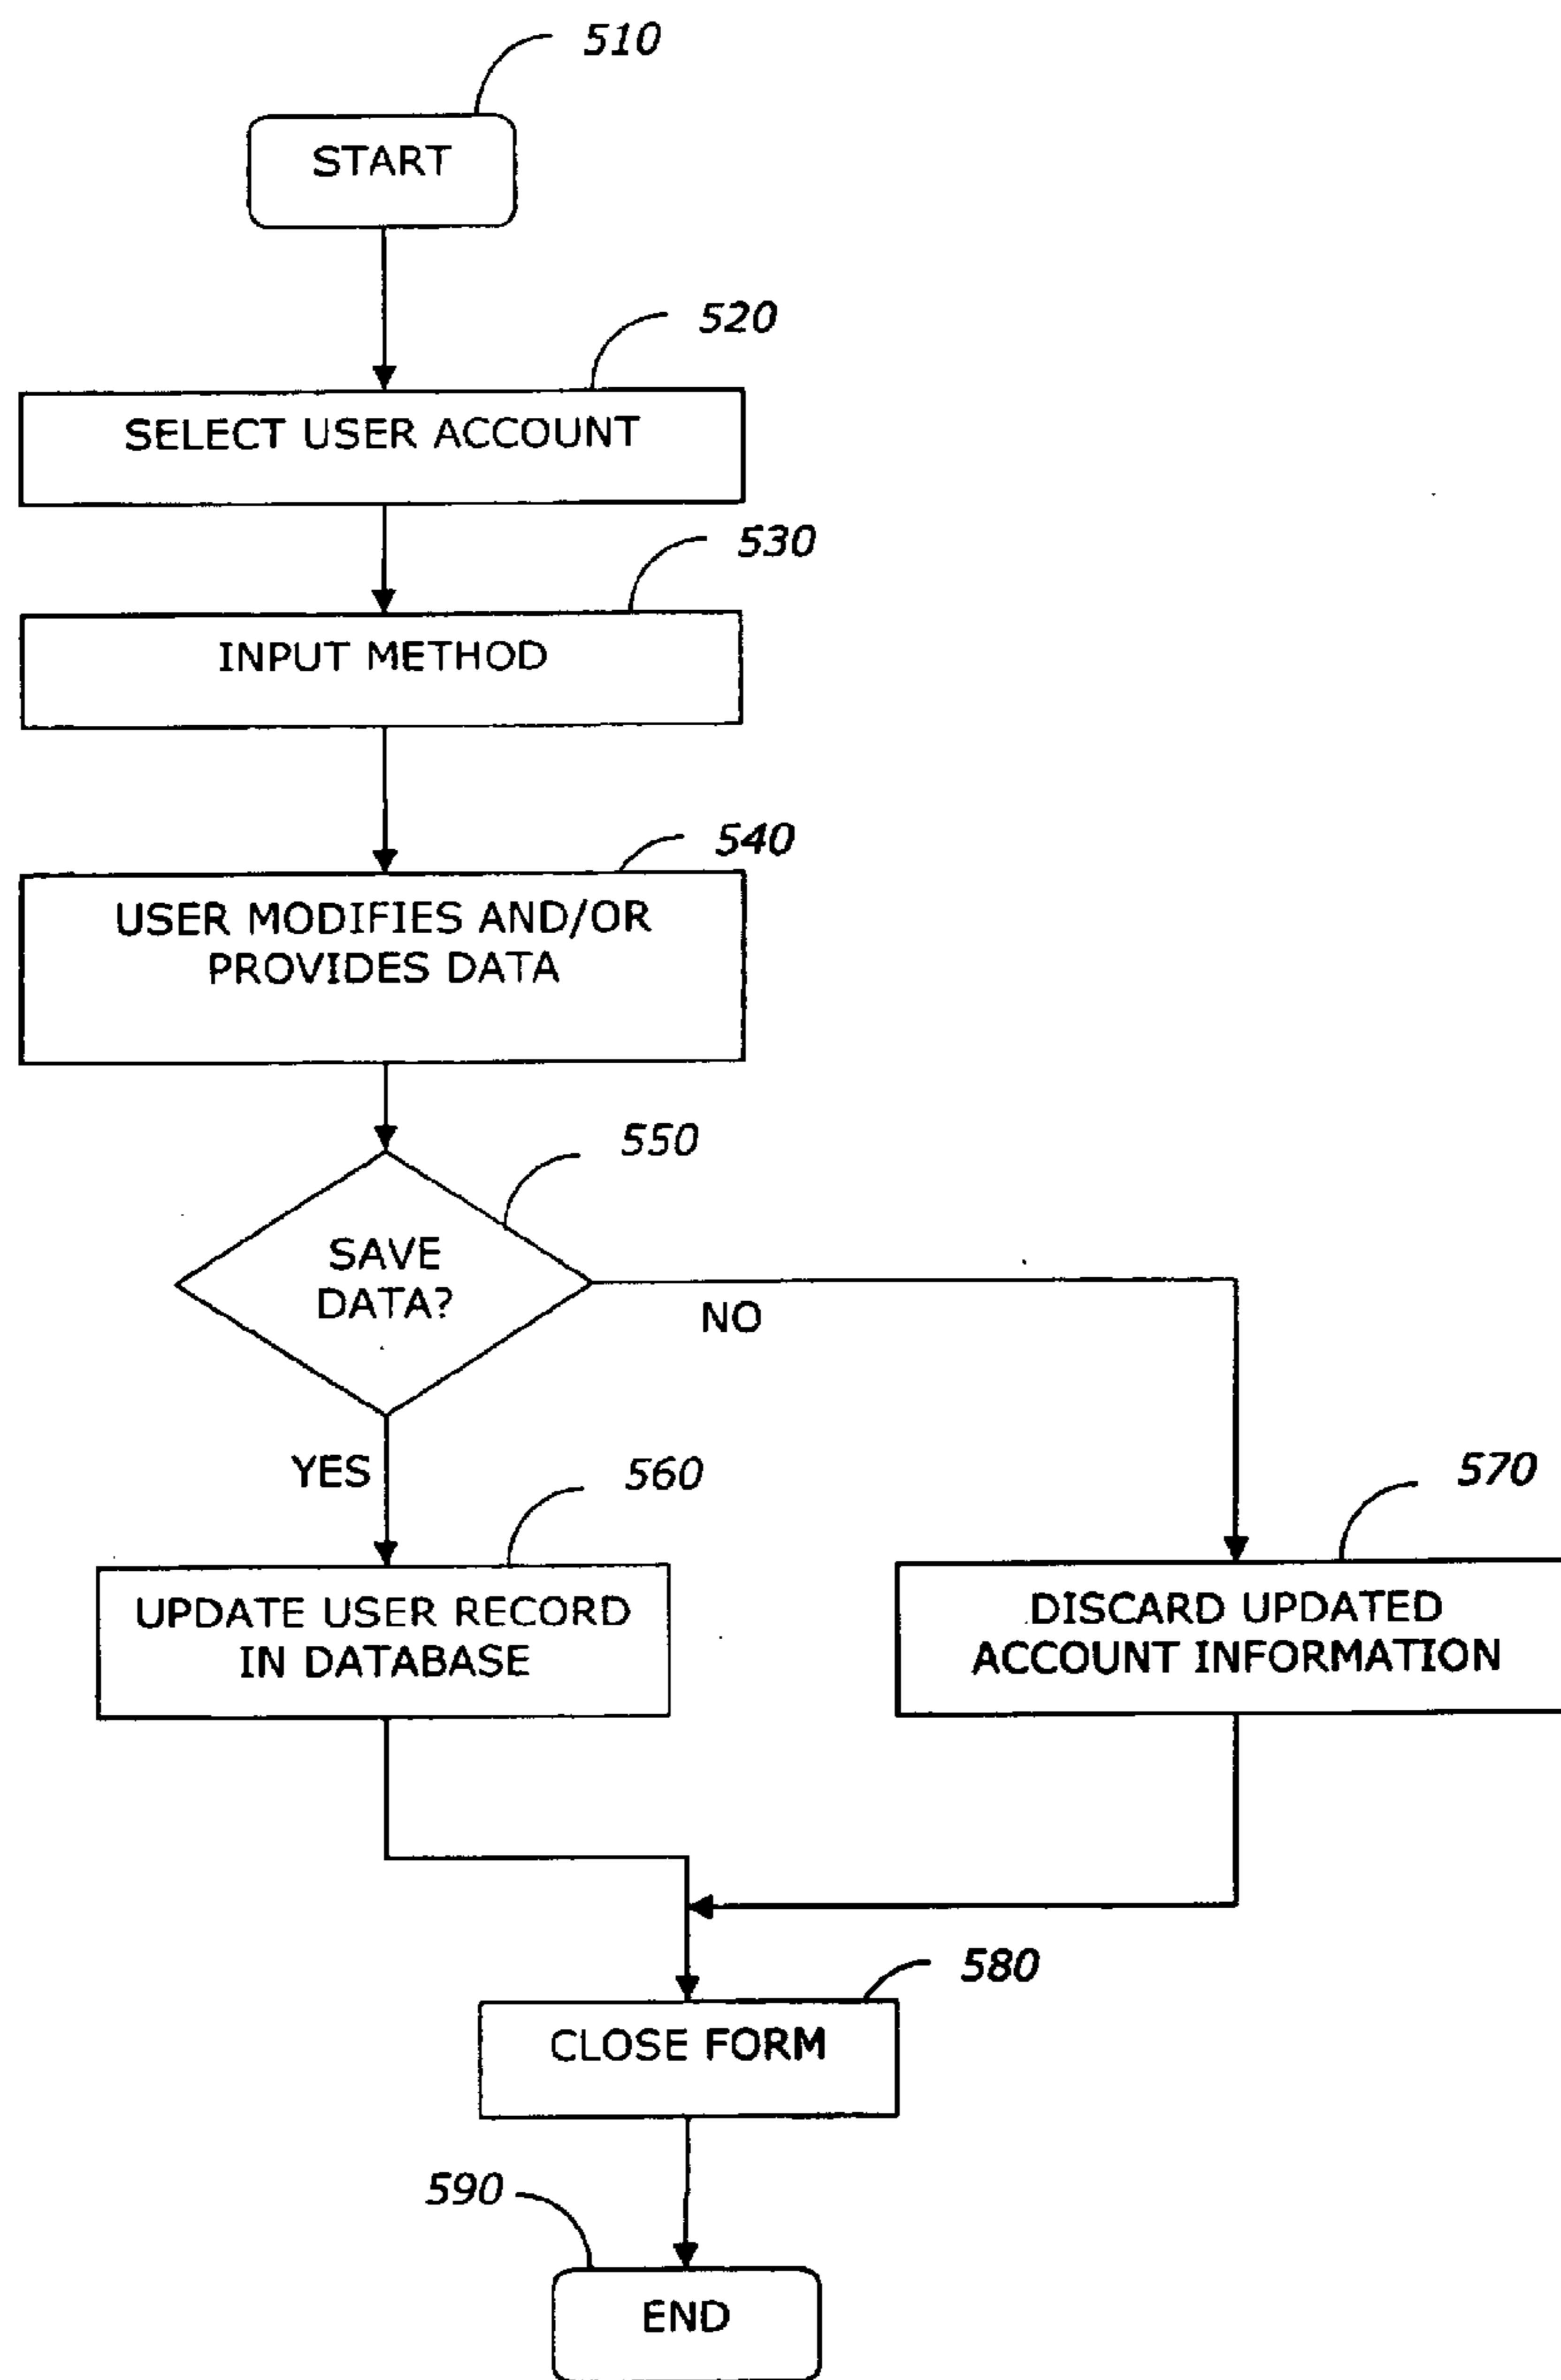 510
START
520
SELECT USER ACCOUNT
530
INPUT METHOD
540
USER MODIFIES AND/OR
PROVIDES DATA
550
SAVE
DATA?
NO
YES
560
570
UPDATE USER RECORD
IN DATABASE
DISCARD UPDATED
ACCOUNT INFORMATION
580
CLOSE FORM
590
END